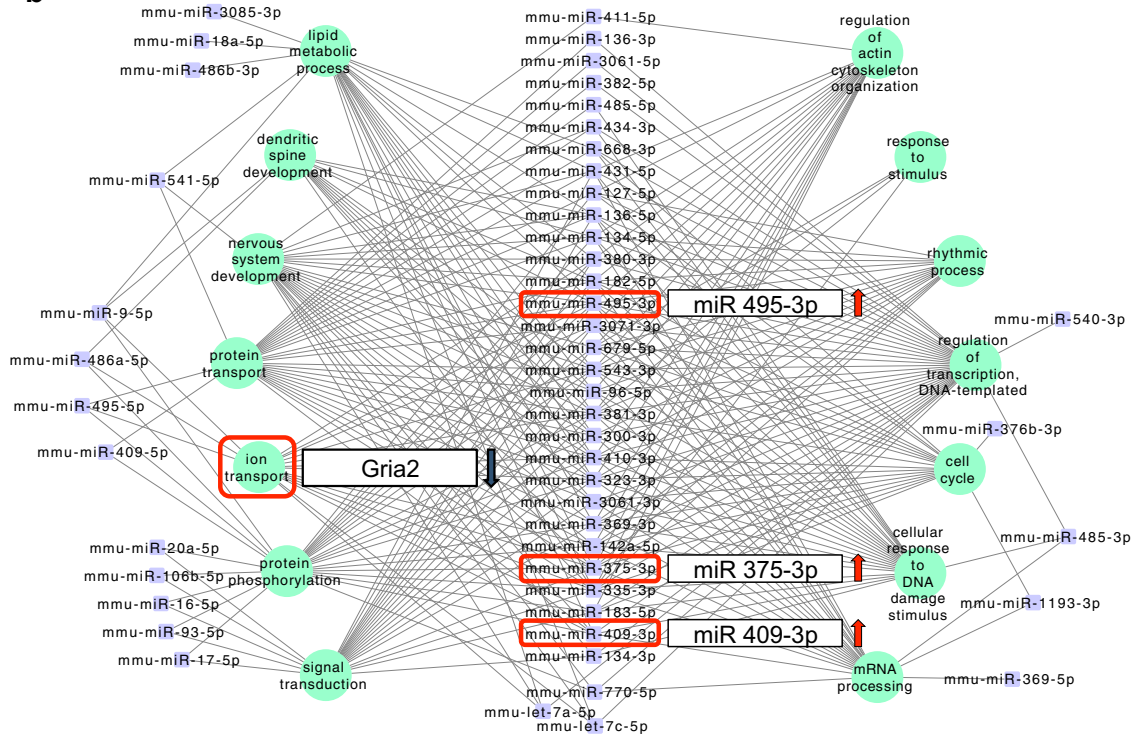 b
mmu-miR-3085-3p
mmu-miR-18a-5p
mmu-miR-486b-3p
lipid
metabolic
process
dendritic
spine
development
mmu-miR-541-5p
nervous
system
development
mmu-miR-9-5p
mmu-miR-486a-5p
protein
transport
mmu-miR-495-5p
mmu-miR-409-5p
ion
transport
Gria2
mmu-miR-20a-5p
mmu-miR-106b-5p
mmu-miR-16-5p
mmu-miR-93-5p
mmu-miR-17-5p
protein
phosphorylation
signal
transduction
mmu-miR-411-5p
mmu-miR-136-3p
mmu-miR-3061-5p
mmu-miR-382-5p
mmu-miR-485-5p
mmu-miR-434-3p
mmu-miR-668-3p
mmu-miR-431-5p
mmu-miR-127-5p
mmu-miR-136-5p
mmu-miR-134-5p
mmu-miR-380-3p
mmu-miR-182-5p
mmu-miR-495-3p
miR 495-3p
mmu-miR-3071-3p
mmu-miR-679-5p
mmu-miR-543-3p
mmu-miR-96-5p
mmu-miR-381-3p
mmu-miR-300-3p
mmu-miR-410-3p
mmu-miR-323-3p
mmu-miR-3061-3p
mmu-miR-369-3p
mmu-miR-142a-5p
mmu-miR-375-3p
miR 375-3p
mmu-miR-335-3p
mmu-miR-183-5p
mmu-miR-409-3p
miR 409-3p
mmu-miR-134-3p
mmu-miR-770-5p
mmu-let-7a-5p
mmu-let-7c-5p
regulation
of
actin
cytoskeleton
organization
response
to
stimulus
rhythmic
process
mmu-miR-540-3p
regulation
of
transcription,
DNA-templated
mmu-miR-376b-3p
cell
cycle
mmu-miR-485-3p
cellular
response
to
DNA
damage
stimulus
mmu-miR-1193-3p
mRNA
processing
mmu-miR-369-5p